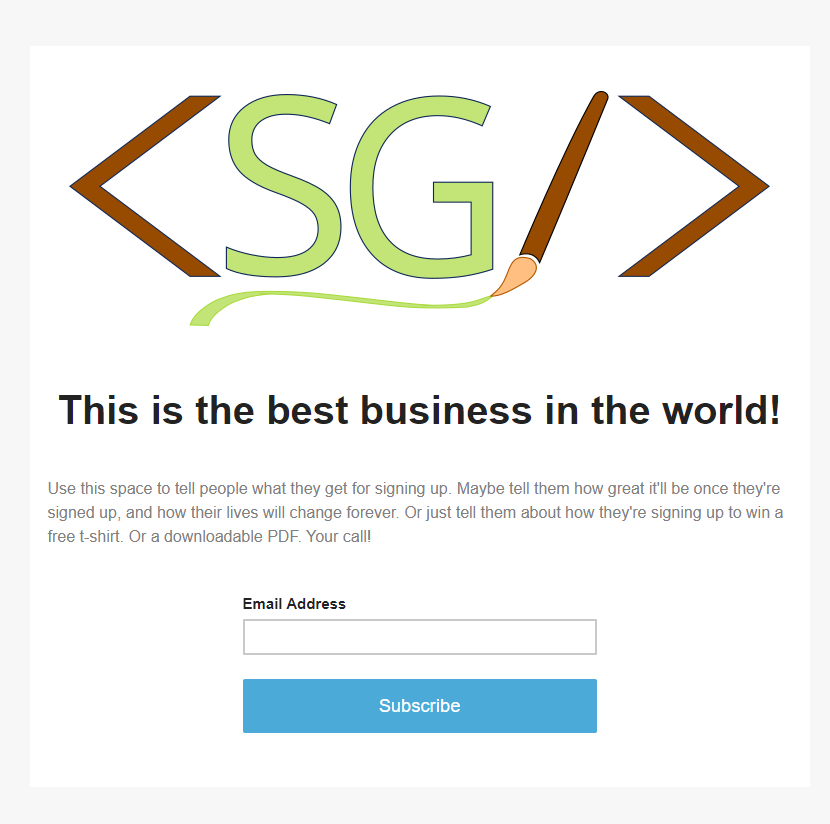 <SG/>
This is the best business in the world!
Use this space to tell people what they get for signing up. Maybe tell them how great it'll be once they're
signed up, and how their lives will change forever. Or just tell them about how they're signing up to win a
free t-shirt. Or a downloadable PDF. Your call!
Email Address
Subscribe